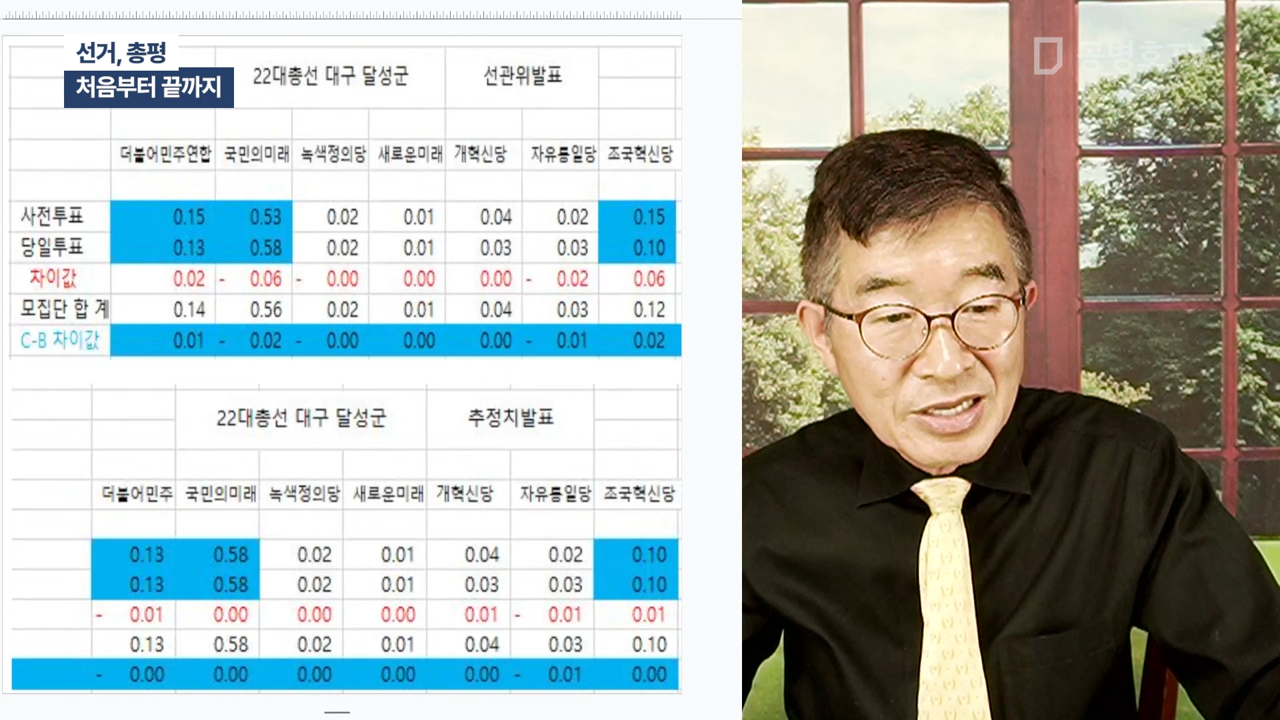 선거, 총평
처음부터 끝까지
공병호TV
22대총선 대구 달성군 선관위발표
더불어민주연합 국민의미래 녹색정의당 새로운미래 개혁신당 자유통일당 조국혁신당
사전투표 0.15 0.53 0.02 0.01 0.04 0.02 0.15
당일투표 0.13 0.58 0.02 0.01 0.03 0.03 0.10
차이값 0.02 - 0.06 - 0.00 0.00 0.00 - 0.02 0.06
모집단 합 계 0.14 0.56 0.02 0.01 0.04 0.03 0.12
C-B 차이값 0.01 - 0.02 - 0.00 0.00 0.00 - 0.01 0.02
22대총선 대구 달성군 추정치발표
더불어민주 국민의미래 녹색정의당 새로운미래 개혁신당 자유통일당 조국혁신당
0.13 0.58 0.02 0.01 0.04 0.02 0.10
0.13 0.58 0.02 0.01 0.03 0.03 0.10
- 0.01 0.00 0.00 0.00 0.01 - 0.01 0.01
0.13 0.58 0.02 0.01 0.04 0.03 0.10
- 0.00 0.00 0.00 0.00 0.00 - 0.01 0.00